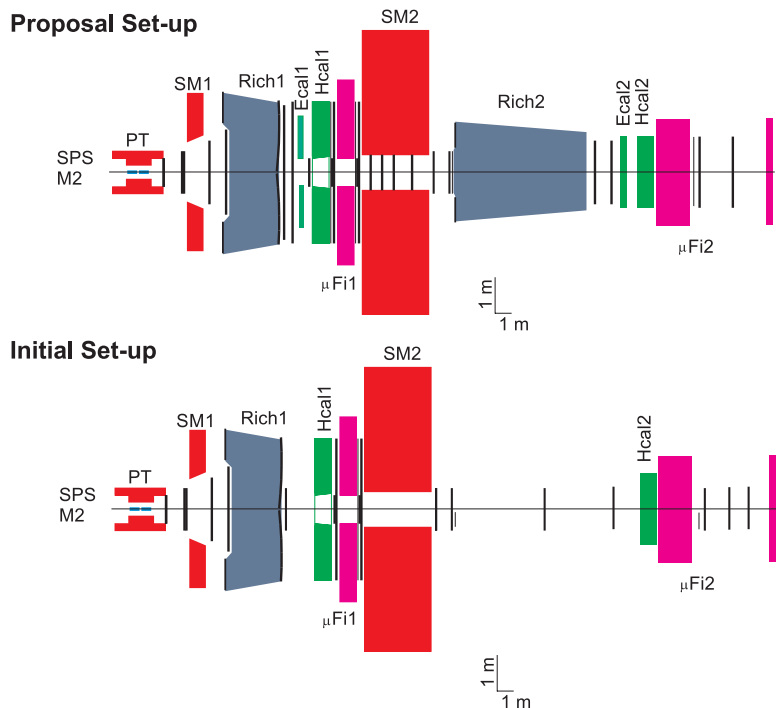 Proposal Set-up
SM2
SM1
Rich1
Ecal1
Hcal1
Rich2
Ecal2
Hcal2
PT
SPS
M2
μFi1
μFi2
1 m
1 m
Initial Set-up
SM2
SM1
Rich1
Hcal1
Hcal2
PT
SPS
M2
μFi1
μFi2
1 m
1 m